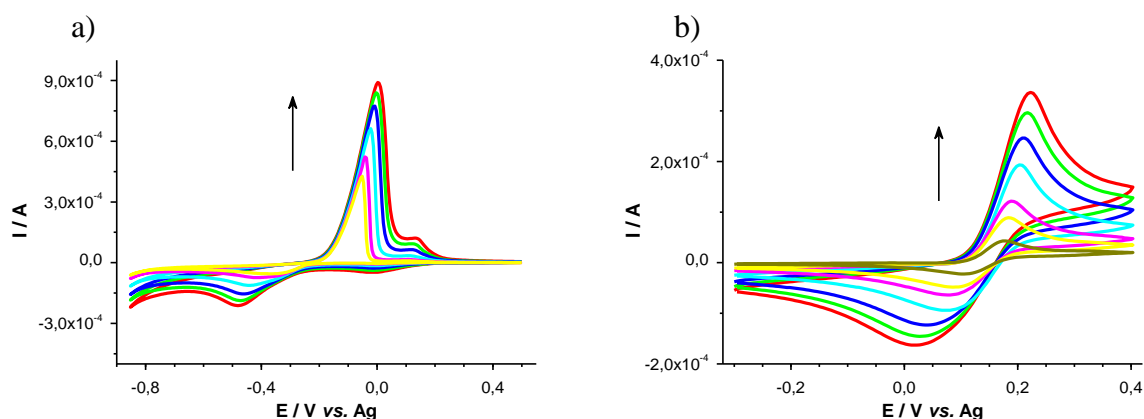 a)
9,0x10⁻⁴
6,0x10⁻⁴
3,0x10⁻⁴
0,0
-3,0x10⁻⁴
I / A
-0,8 -0,4 0,0 0,4
E / V vs. Ag
b)
4,0x10⁻⁴
2,0x10⁻⁴
0,0
-2,0x10⁻⁴
I / A
-0,2 0,0 0,2 0,4
E / V vs. Ag